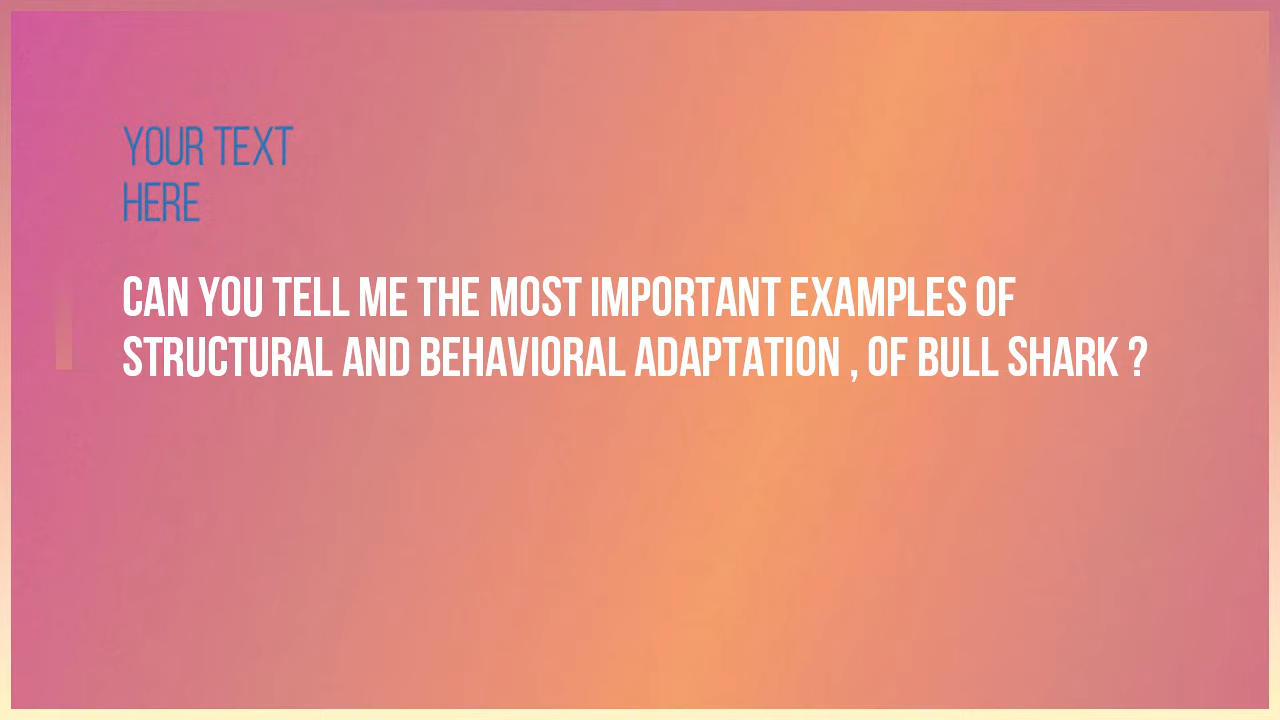 YOUR TEXT
HERE
CAN YOU TELL ME THE MOST IMPORTANT EXAMPLES OF
STRUCTURAL AND BEHAVIORAL ADAPTATION , OF BULL SHARK ?